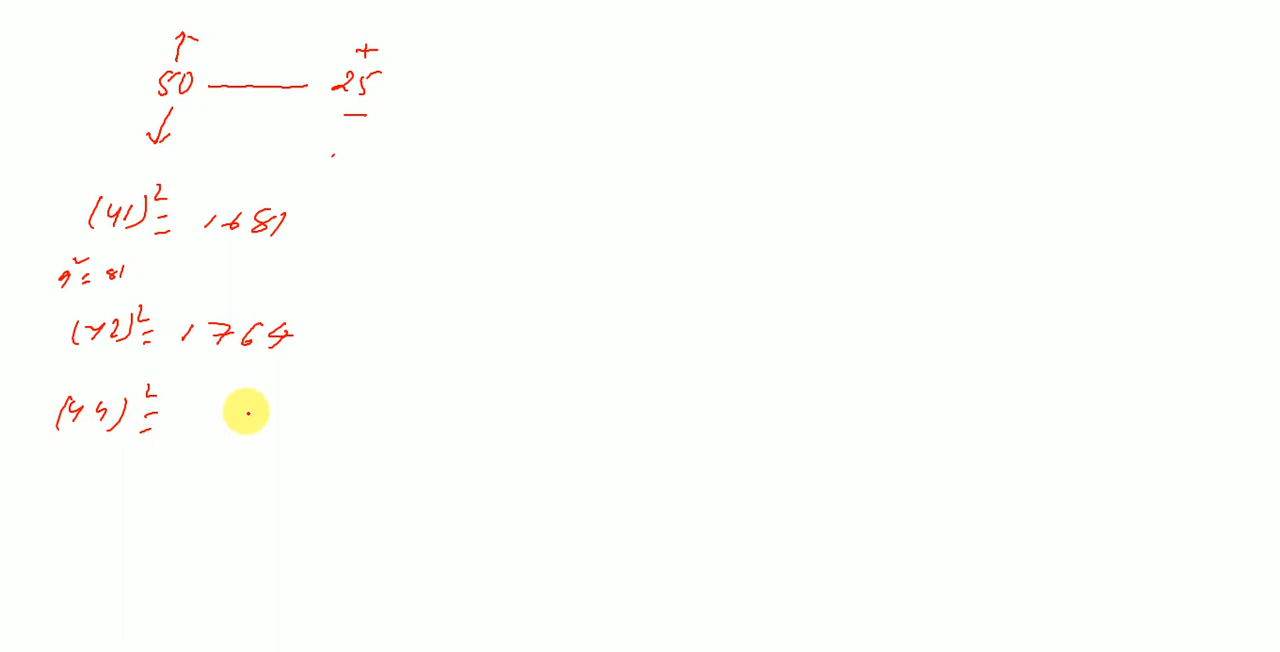 +
50 — 25
—
(41)² = 1681
9² = 81
(42)² = 1764
(44)² =